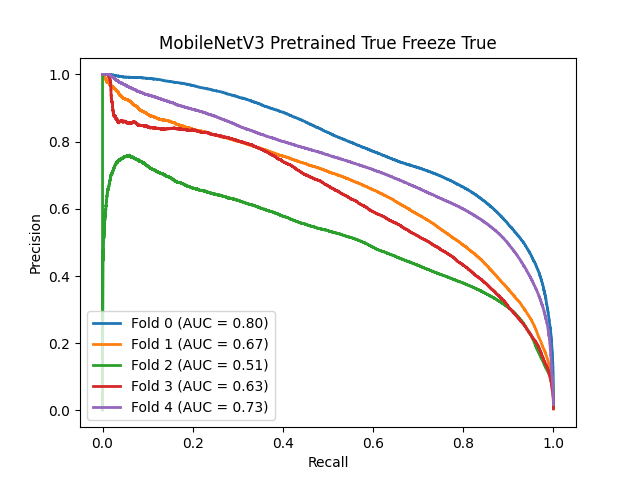 MobileNetV3 Pretrained True Freeze True
1.0
0.8
0.6
0.4
0.2
0.0
Precision
Fold 0 (AUC = 0.80)
Fold 1 (AUC = 0.67)
Fold 2 (AUC = 0.51)
Fold 3 (AUC = 0.63)
Fold 4 (AUC = 0.73)
0.0 0.2 0.4 0.6 0.8 1.0
Recall